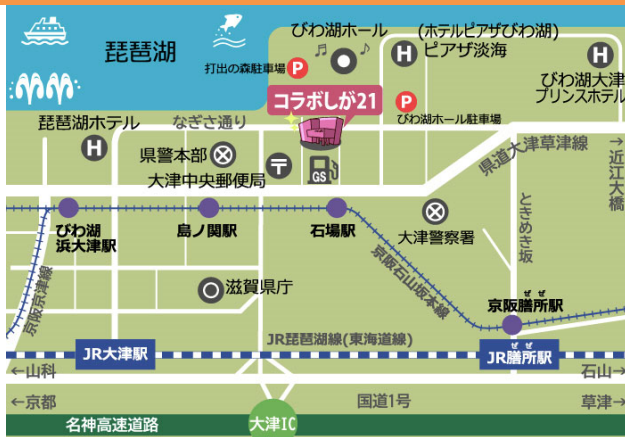 琵琶湖
びわ湖ホール
(ホテルピアザびわ湖)
ピアザ淡海
H
H
打出の森駐車場
P
びわ湖大津
プリンスホテル
コラボしが21
P
びわ湖ホール駐車場
琵琶湖ホテル
H
なぎさ通り
県警本部
大津中央郵便局
〒
GS
県道大津草津線
→近江大橋
びわ湖
浜大津駅
島ノ関駅
石場駅
大津警察署
ときめき坂
京阪京津線
滋賀県庁
京阪石山坂本線
ぜぜ
京阪膳所駅
JR琵琶湖線(東海道線)
JR大津駅
ぜぜ
JR膳所駅
←山科
石山→
←京都
国道1号
草津→
名神高速道路
大津IC